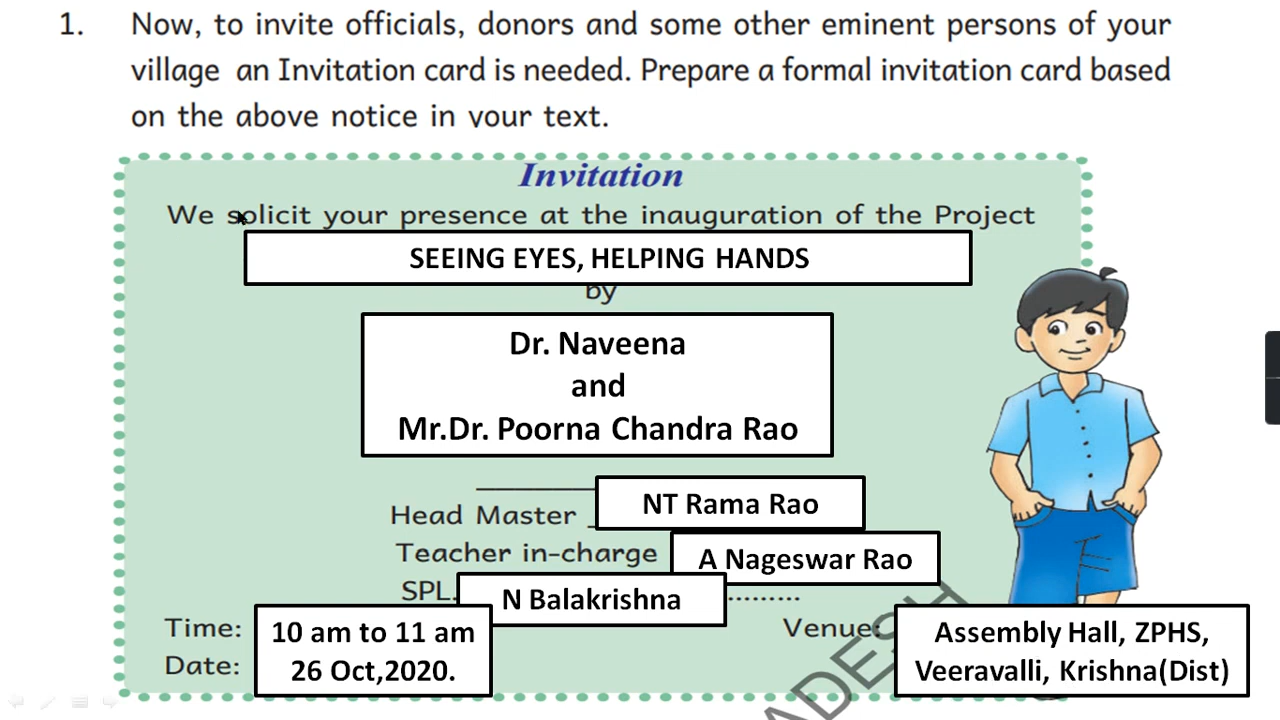 1. Now, to invite officials, donors and some other eminent persons of your
village an Invitation card is needed. Prepare a formal invitation card based
on the above notice in your text.
Invitation
We solicit your presence at the inauguration of the Project
SEEING EYES, HELPING HANDS
by
Dr. Naveena
and
Mr.Dr. Poorna Chandra Rao
Head Master NT Rama Rao
Teacher in-charge A Nageswar Rao
SPL. N Balakrishna .........
Time: 10 am to 11 am
Date: 26 Oct,2020.
Venue: Assembly Hall, ZPHS,
Veeravalli, Krishna(Dist)